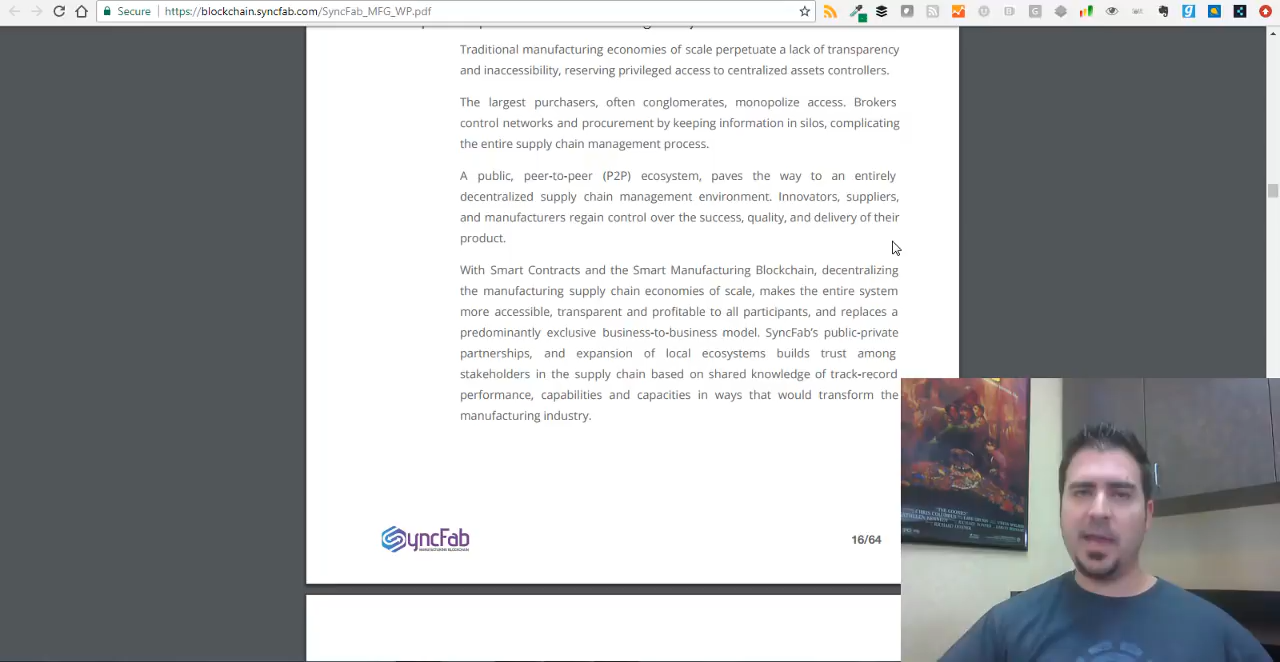 Secure
https://blockchain.syncfab.com/SyncFab_MFG_WP.pdf
Traditional manufacturing economies of scale perpetuate a lack of transparency
and inaccessibility, reserving privileged access to centralized assets controllers.
The largest purchasers, often conglomerates, monopolize access. Brokers
control networks and procurement by keeping information in silos, complicating
the entire supply chain management process.
A public, peer-to-peer (P2P) ecosystem, paves the way to an entirely
decentralized supply chain management environment. Innovators, suppliers,
and manufacturers regain control over the success, quality, and delivery of their
product.
With Smart Contracts and the Smart Manufacturing Blockchain, decentralizing
the manufacturing supply chain economies of scale, makes the entire system
more accessible, transparent and profitable to all participants, and replaces a
predominantly exclusive business-to-business model. SyncFab's public-private
partnerships, and expansion of local ecosystems builds trust among
stakeholders in the supply chain based on shared knowledge of track-record
performance, capabilities and capacities in ways that would transform the
manufacturing industry.
SyncFab
MANUFACTURING BLOCKCHAIN
16/64